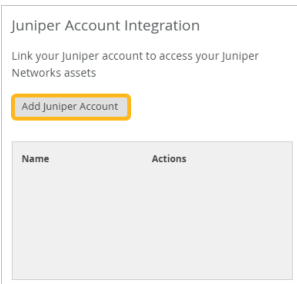 Juniper Account Integration
Link your Juniper account to access your Juniper
Networks assets
Add Juniper Account
Name Actions